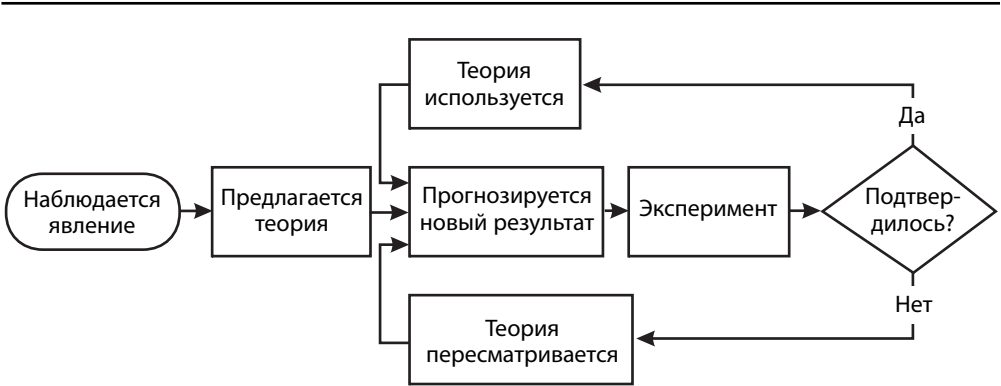 Теория
используется
Да
Наблюдается
явление
Предлагается
теория
Прогнозируется
новый результат
Эксперимент
Подтвер-
дилось?
Нет
Теория
пересматривается